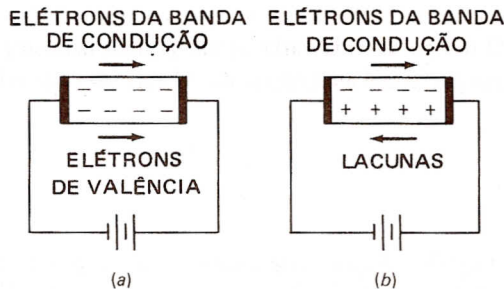 ELÉTRONS DA BANDA
DE CONDUÇÃO
– – – –
– – – –
ELÉTRONS
DE VALÊNCIA
(a)
ELÉTRONS DA BANDA
DE CONDUÇÃO
– – – –
+ + + +
LACUNAS
(b)